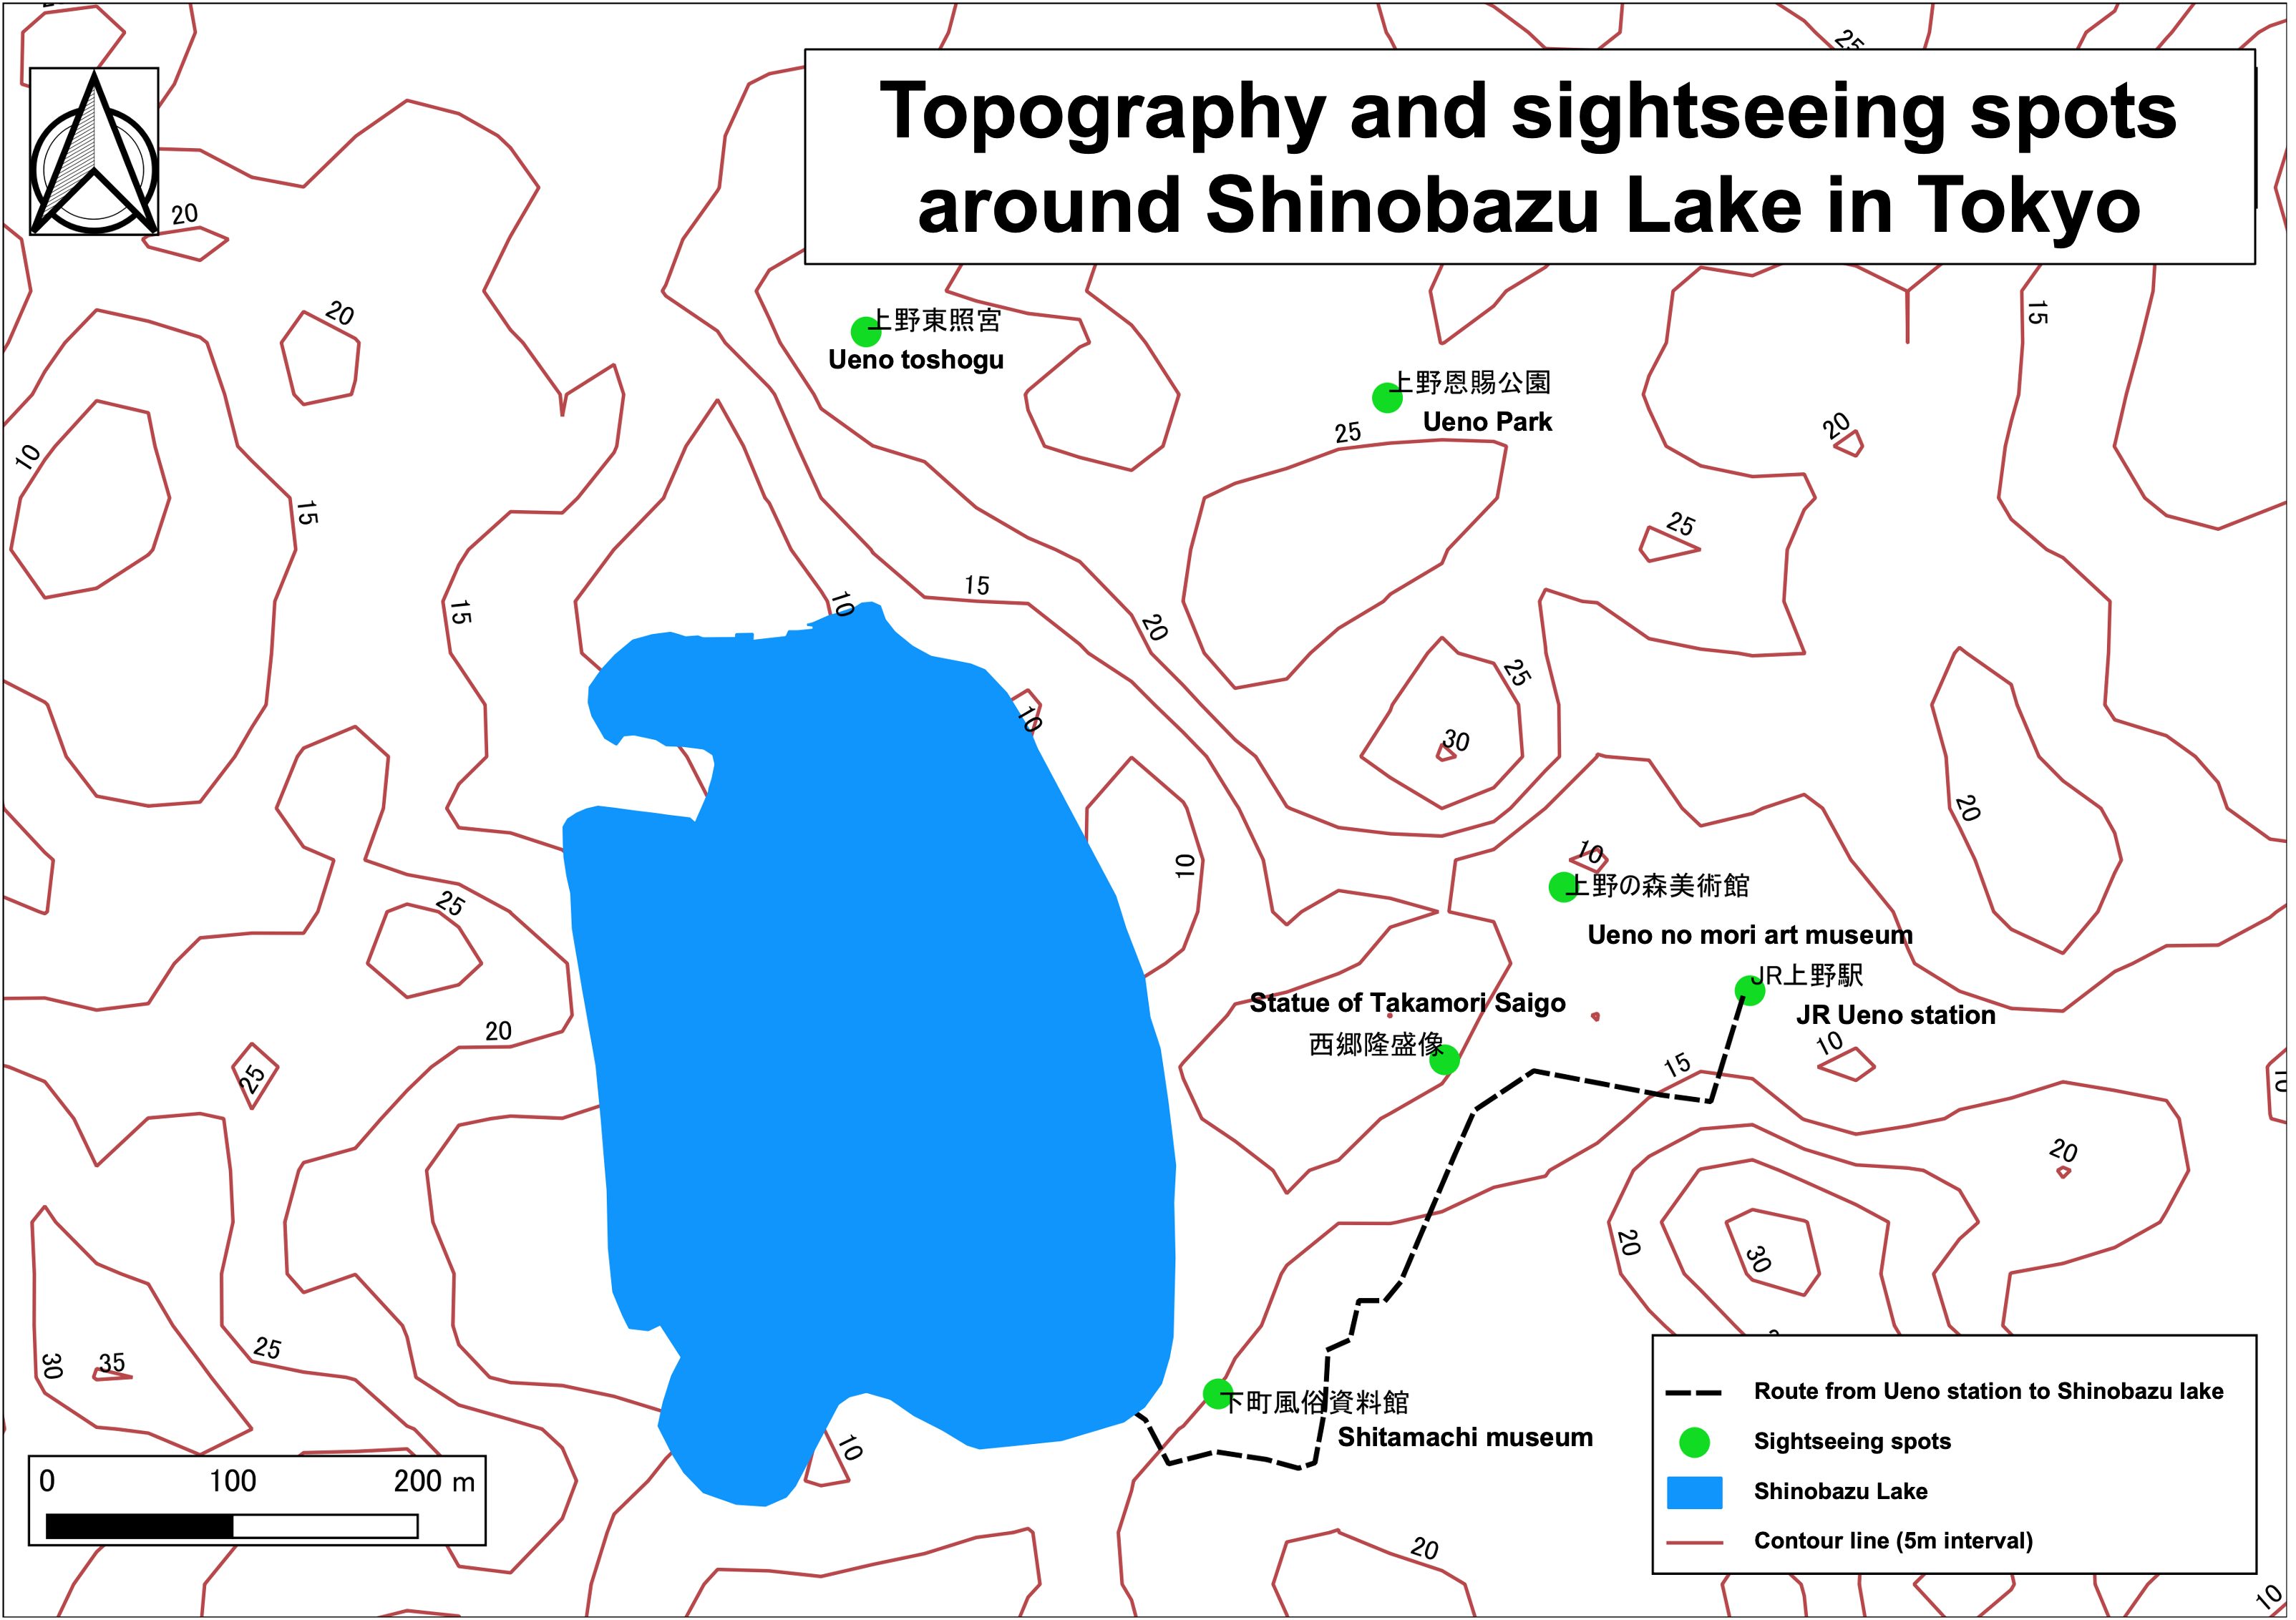 25
Topography and sightseeing spots
around Shinobazu Lake in Tokyo
20
20
15
上野東照宮
Ueno toshogu
上野恩賜公園
Ueno Park
25
20
10
15
25
15
10
15
20
25
10
30
20
10
10
上野の森美術館
25
Ueno no mori art museum
JR上野駅
Statue of Takamori Saigo
JR Ueno station
20
西郷隆盛像
10
15
25
10
20
20
30
25
30
35
Route from Ueno station to Shinobazu lake
下町風俗資料館
Shitamachi museum
Sightseeing spots
10
0 100 200 m
Shinobazu Lake
Contour line (5m interval)
20
10